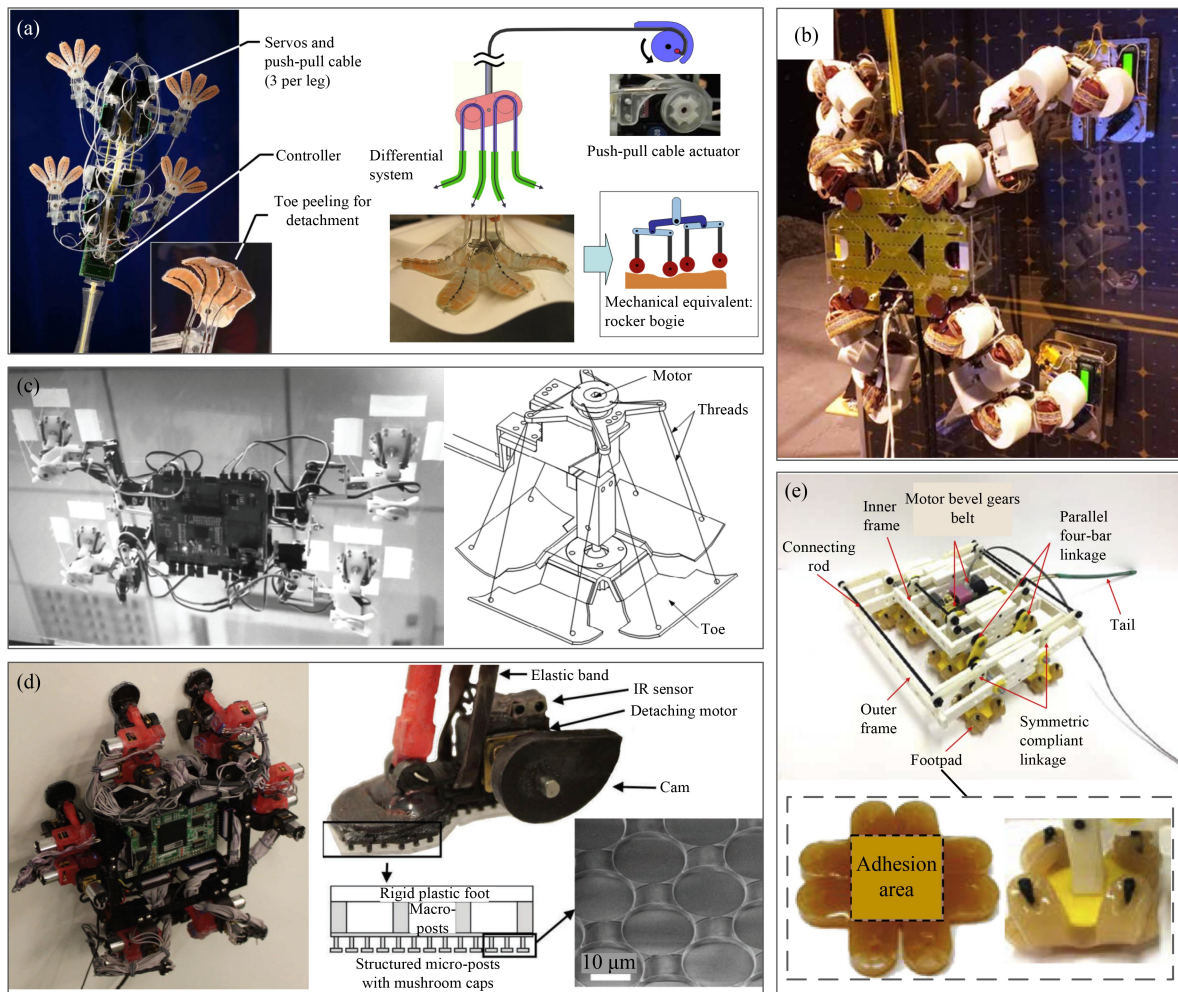 (a)
Servos and
push-pull cable
(3 per leg)
Controller
Toe peeling for
detachment
Differential
system
Push-pull cable actuator
Mechanical equivalent:
rocker bogie
(b)
(c)
Motor
Threads
Toe
(d)
Elastic band
IR sensor
Detaching motor
Cam
Rigid plastic foot
Macro-
posts
Structured micro-posts
with mushroom caps
10 μm
(e)
Motor bevel gears
belt
Inner
frame
Connecting
rod
Parallel
four-bar
linkage
Tail
Outer
frame
Symmetric
compliant
linkage
Footpad
Adhesion
area